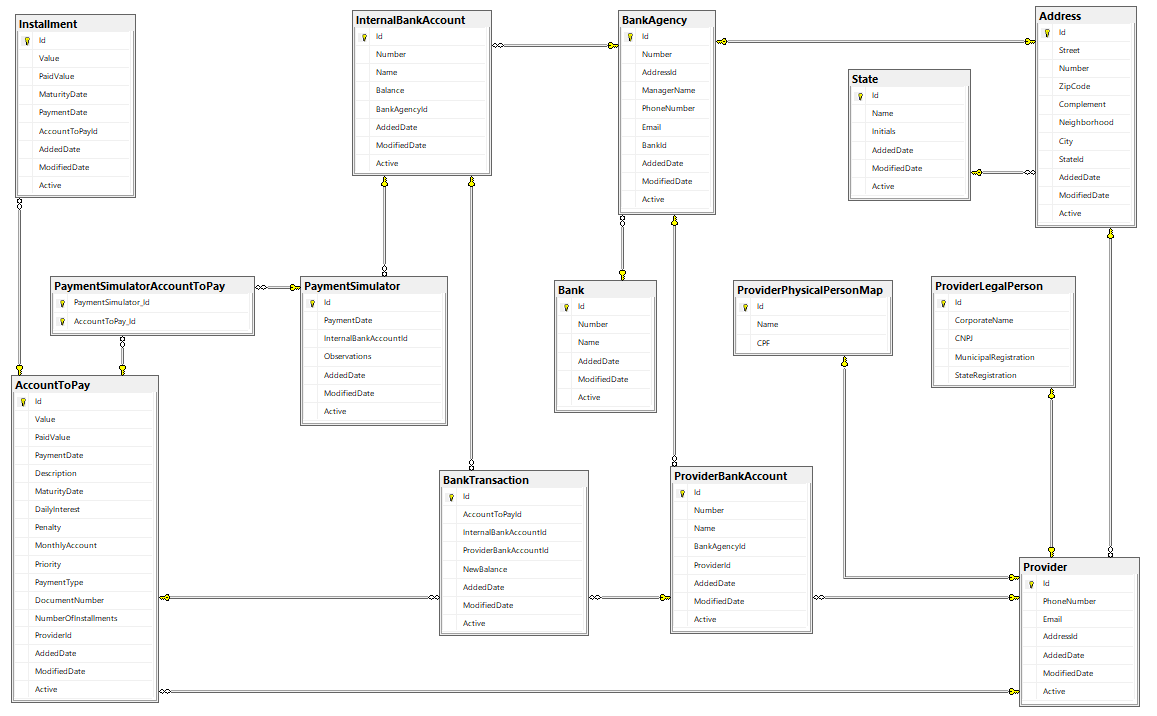 Installment
Id
Value
PaidValue
MaturityDate
PaymentDate
AccountToPayId
AddedDate
ModifiedDate
Active
InternalBankAccount
Id
Number
Name
Balance
BankAgencyId
AddedDate
ModifiedDate
Active
BankAgency
Id
Number
AddressId
ManagerName
PhoneNumber
Email
BankId
AddedDate
ModifiedDate
Active
State
Id
Name
Initials
AddedDate
ModifiedDate
Active
Address
Id
Street
Number
ZipCode
Complement
Neighborhood
City
StateId
AddedDate
ModifiedDate
Active
PaymentSimulatorAccountToPay
PaymentSimulator_Id
AccountToPay_Id
PaymentSimulator
Id
PaymentDate
InternalBankAccountId
Observations
AddedDate
ModifiedDate
Active
Bank
Id
Number
Name
AddedDate
ModifiedDate
Active
ProviderPhysicalPersonMap
Id
Name
CPF
ProviderLegalPerson
Id
CorporateName
CNPJ
MunicipalRegistration
StateRegistration
AccountToPay
Id
Value
PaidValue
PaymentDate
Description
MaturityDate
DailyInterest
Penalty
MonthlyAccount
Priority
PaymentType
DocumentNumber
NumberOfInstallments
ProviderId
AddedDate
ModifiedDate
Active
BankTransaction
Id
AccountToPayId
InternalBankAccountId
ProviderBankAccountId
NewBalance
AddedDate
ModifiedDate
Active
ProviderBankAccount
Id
Number
Name
BankAgencyId
ProviderId
AddedDate
ModifiedDate
Active
Provider
Id
PhoneNumber
Email
AddressId
AddedDate
ModifiedDate
Active